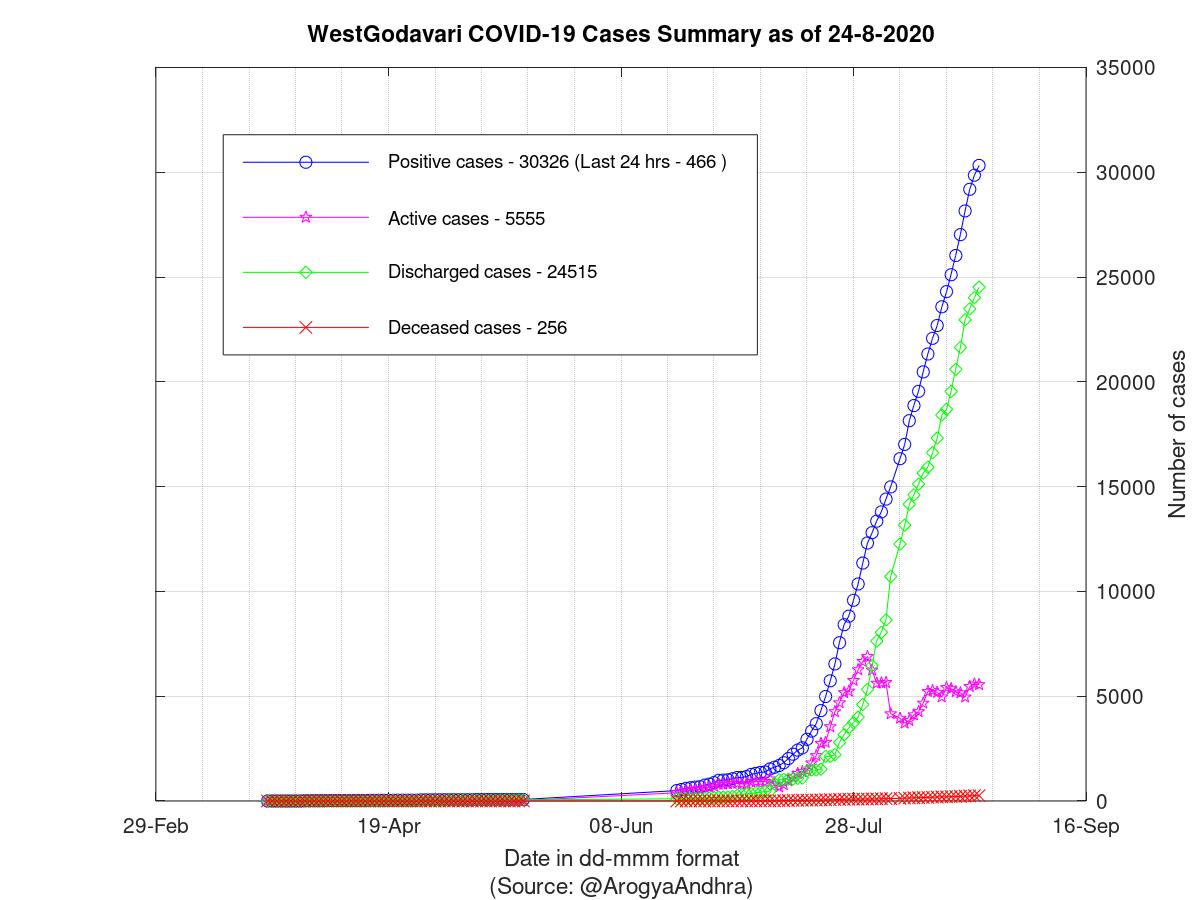 WestGodavari COVID-19 Cases Summary as of 24-8-2020
Positive cases - 30326 (Last 24 hrs - 466 )
Active cases - 5555
Discharged cases - 24515
Deceased cases - 256
35000
30000
25000
20000
15000
10000
5000
0
Number of cases
29-Feb
19-Apr
08-Jun
28-Jul
16-Sep
Date in dd-mmm format
(Source: @ArogyaAndhra)